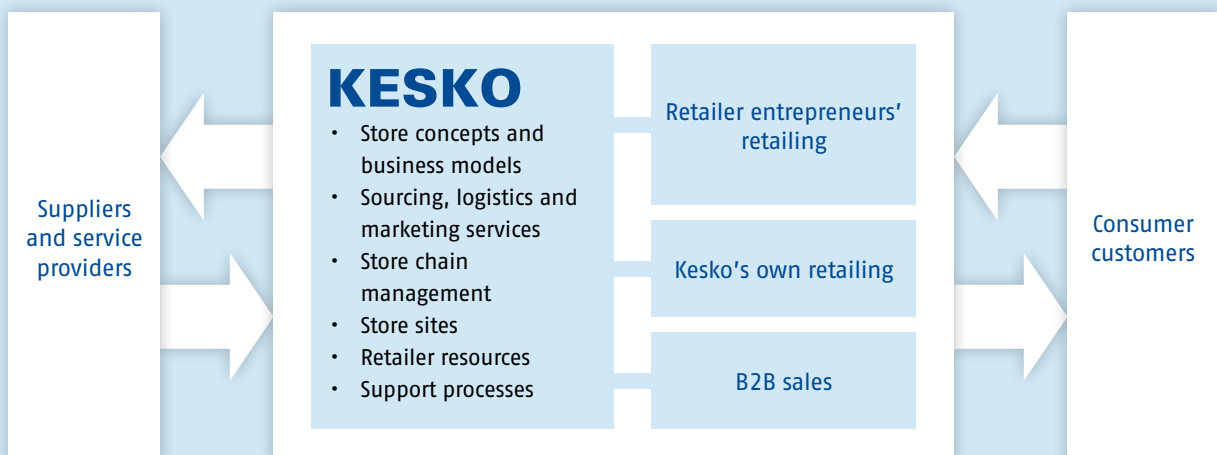 Suppliers
and service
providers
KESKO
• Store concepts and
business models
• Sourcing, logistics and
marketing services
• Store chain
management
• Store sites
• Retailer resources
• Support processes
Retailer entrepreneurs’
retailing
Kesko’s own retailing
B2B sales
Consumer
customers